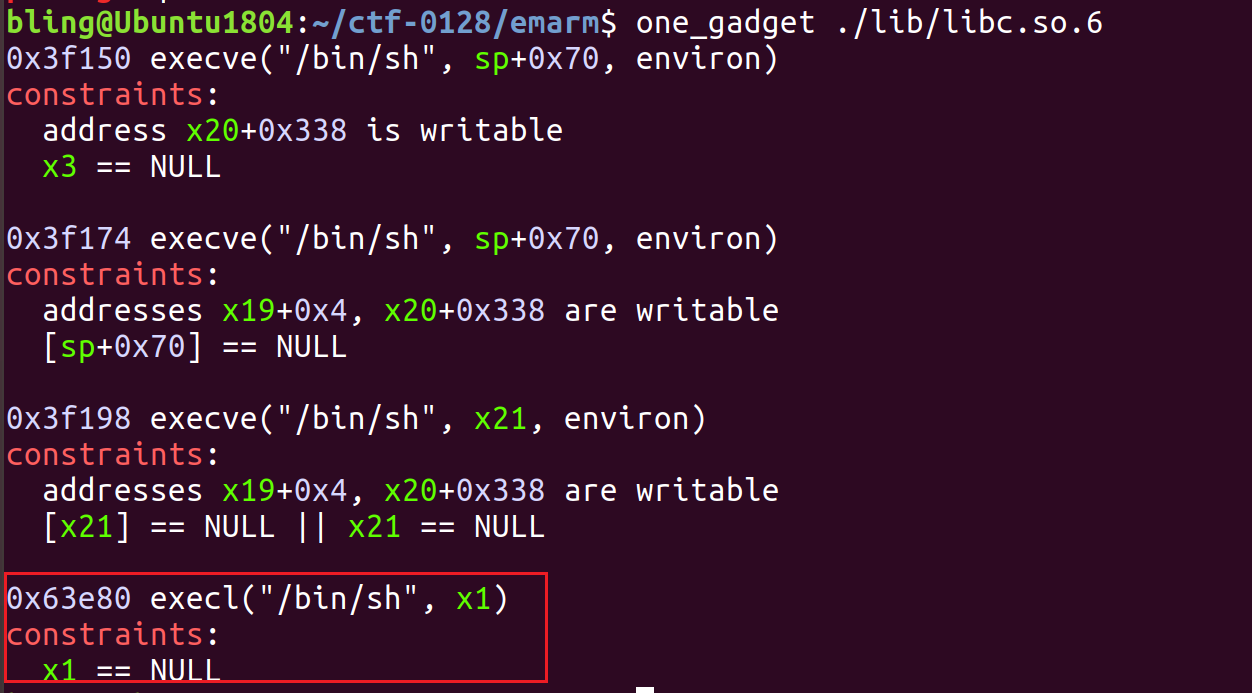 bling@Ubuntu1804:~/ctf-0128/emarm$ one_gadget ./lib/libc.so.6
0x3f150 execve("/bin/sh", sp+0x70, environ)
constraints:
  address x20+0x338 is writable
  x3 == NULL

0x3f174 execve("/bin/sh", sp+0x70, environ)
constraints:
  addresses x19+0x4, x20+0x338 are writable
  [sp+0x70] == NULL

0x3f198 execve("/bin/sh", x21, environ)
constraints:
  addresses x19+0x4, x20+0x338 are writable
  [x21] == NULL || x21 == NULL

0x63e80 execl("/bin/sh", x1)
constraints:
  x1 == NULL